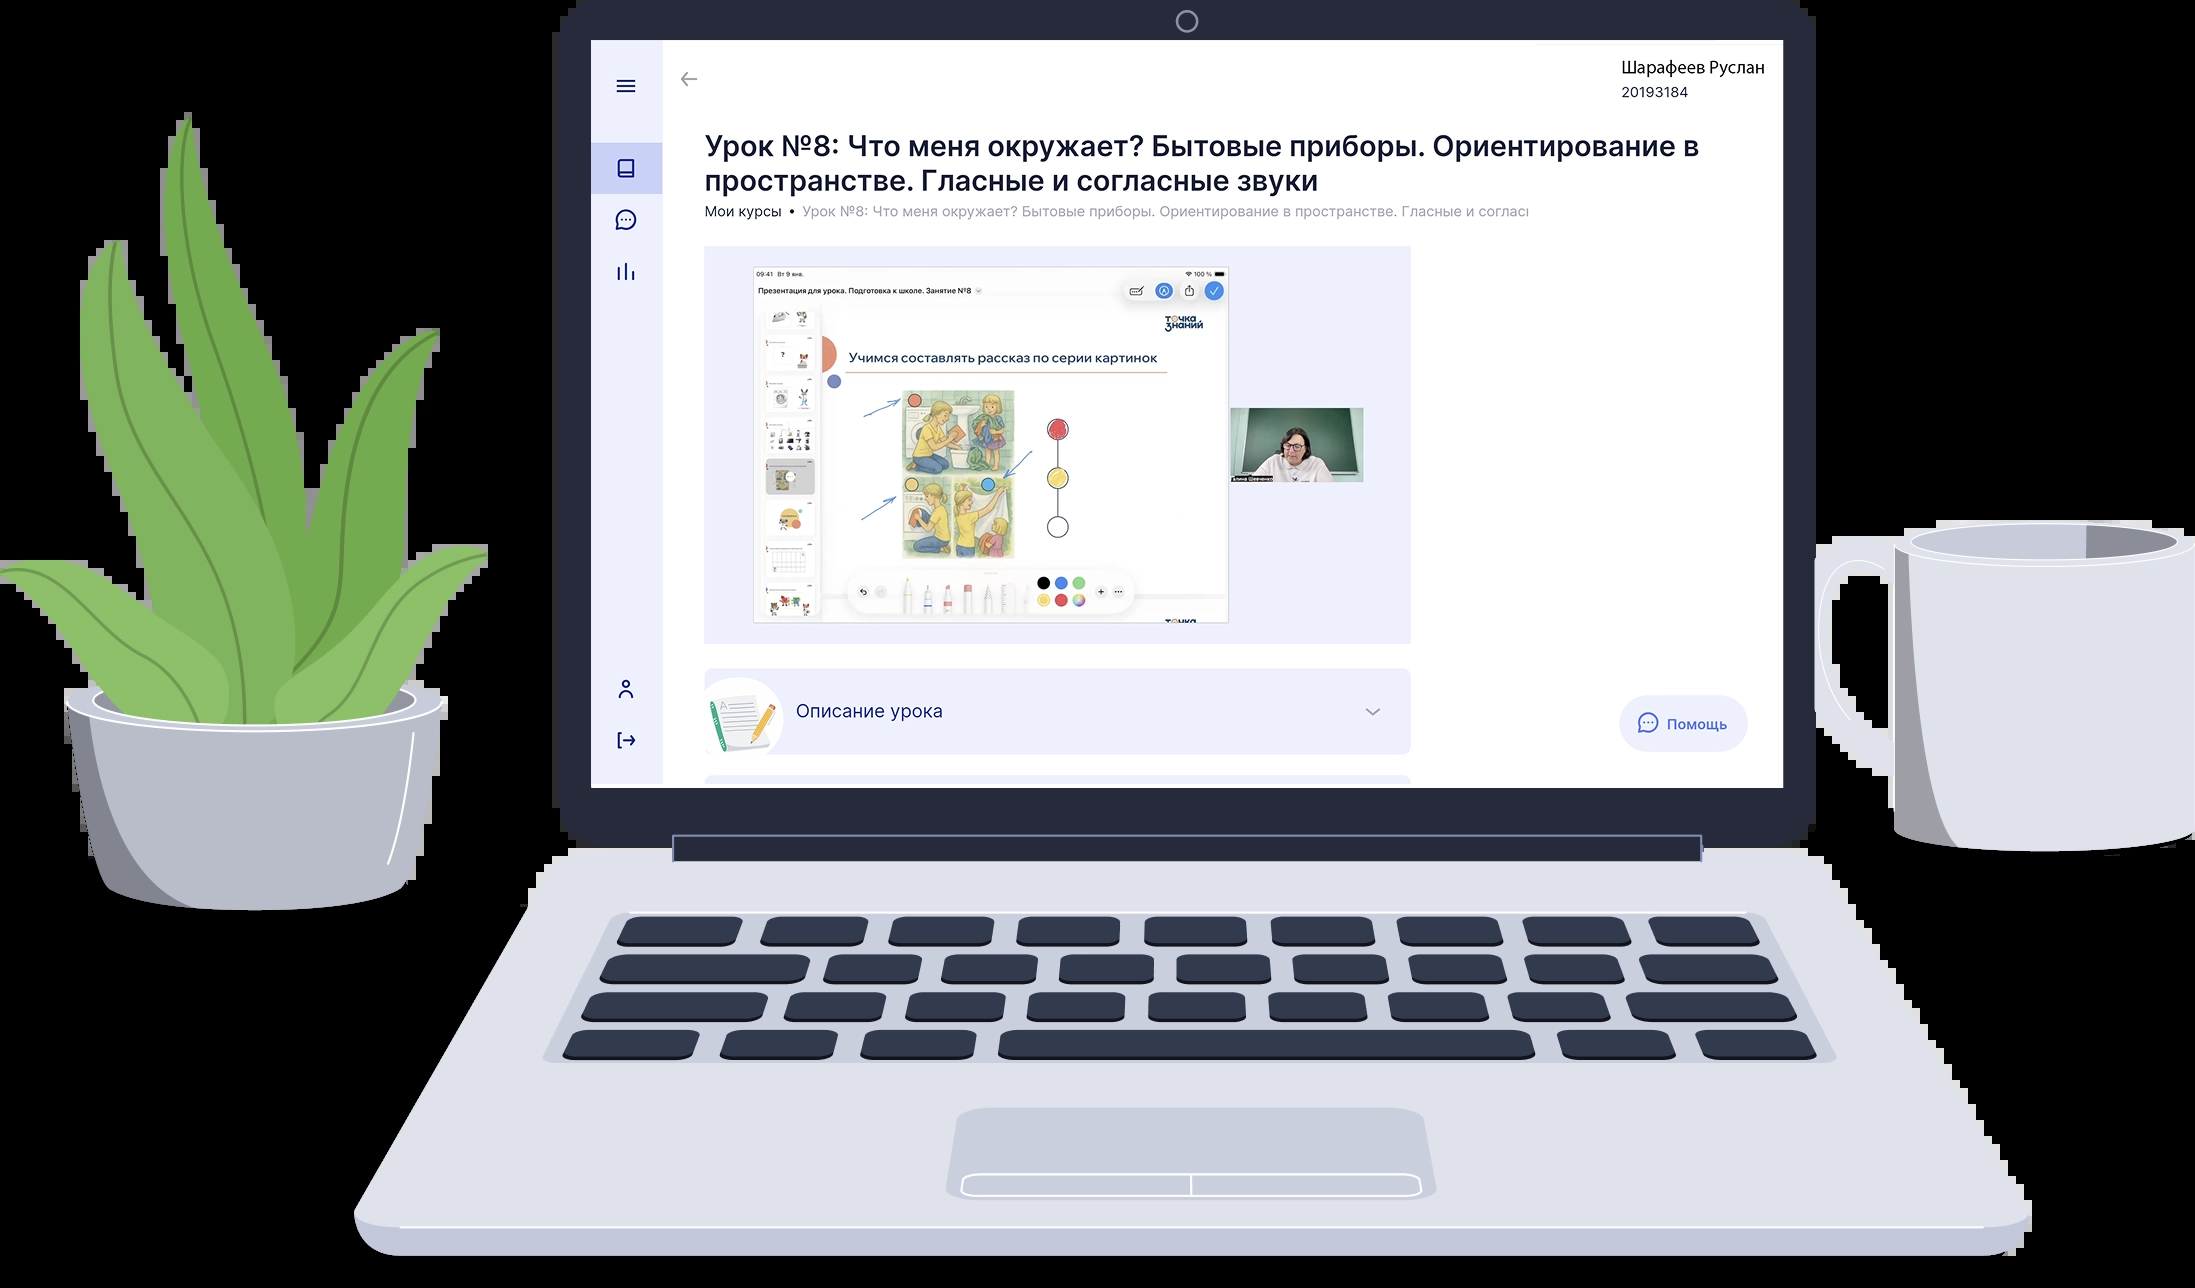 Шарафеев Руслан
20193184
Урок №8: Что меня окружает? Бытовые приборы. Ориентирование в
пространстве. Гласные и согласные звуки
Мои курсы • Урок №8: Что меня окружает? Бытовые приборы. Ориентирование в пространстве. Гласные и соглас
09:41 Вт 9 янв.
100 %
Презентация для урока. Подготовка к школе. Занятие №8
точка
знаний
Учимся составлять рассказ по серии картинок
?
Шевченко
точка
A
Описание урока
Помощь